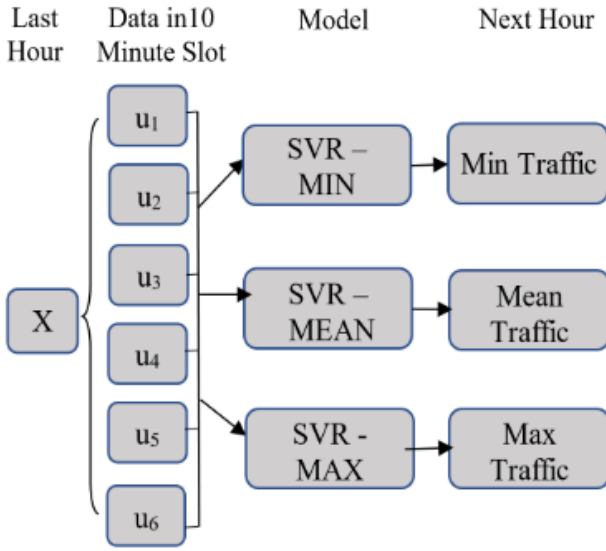 Last Hour
Data in10 Minute Slot
Model
Next Hour
X
u₁
u₂
u₃
u₄
u₅
u₆
SVR –
MIN
SVR –
MEAN
SVR -
MAX
Min Traffic
Mean
Traffic
Max
Traffic